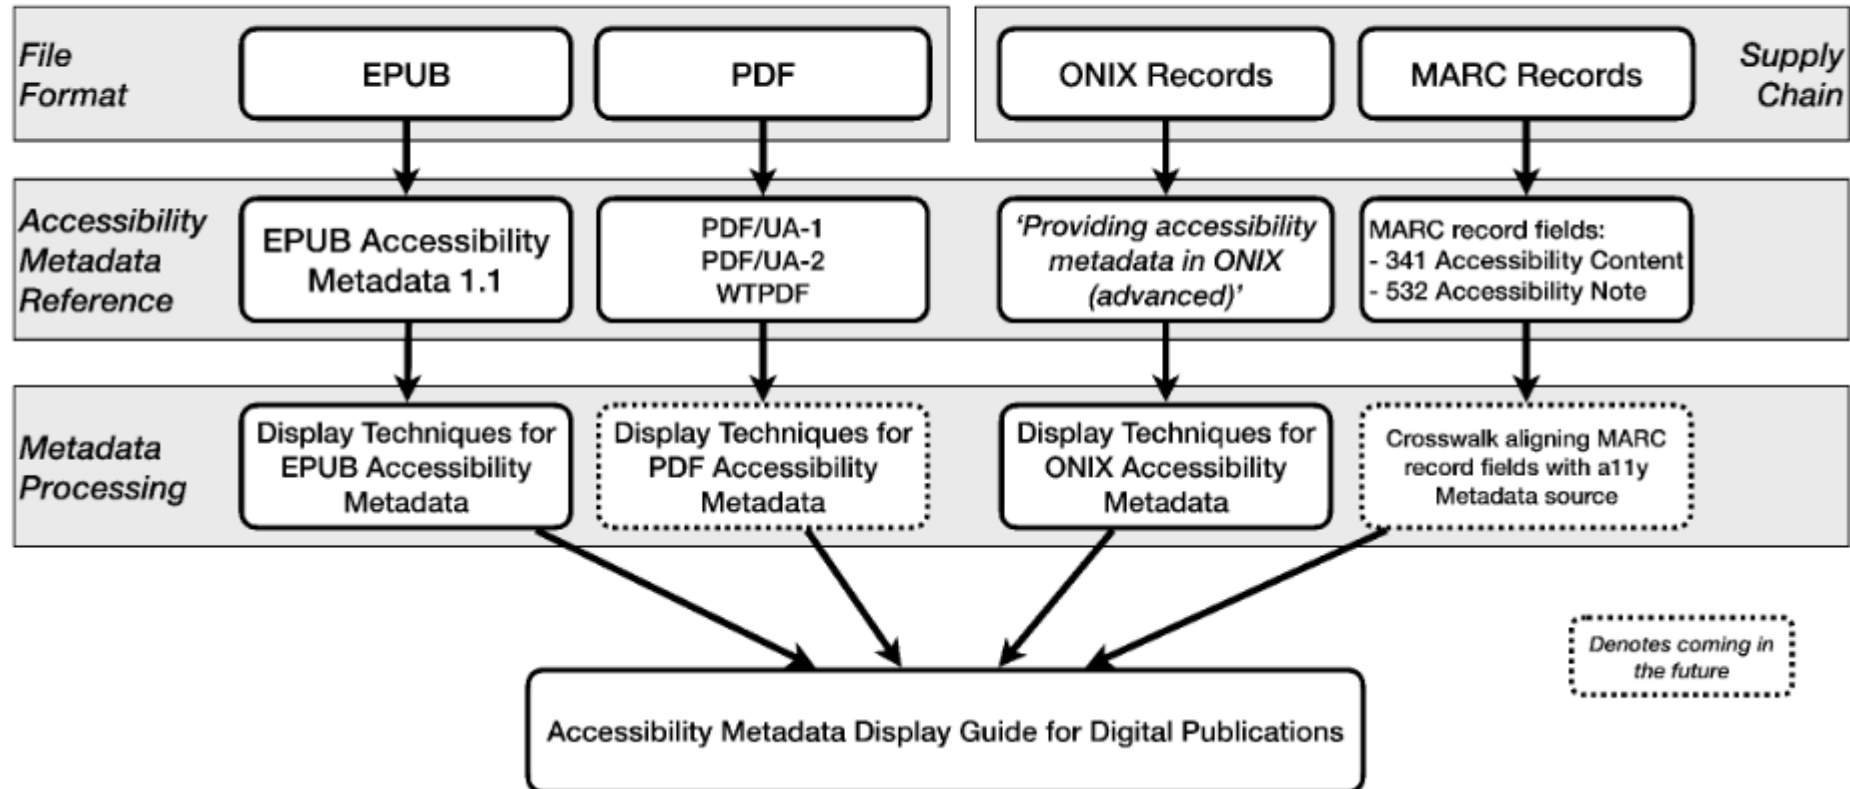 File
Format
EPUB
PDF
ONIX Records
MARC Records
Supply
Chain
Accessibility
Metadata
Reference
EPUB Accessibility
Metadata 1.1
PDF/UA-1
PDF/UA-2
WTPDF
‘Providing accessibility
metadata in ONIX
(advanced)’
MARC record fields:
- 341 Accessibility Content
- 532 Accessibility Note
Metadata
Processing
Display Techniques for
EPUB Accessibility
Metadata
Display Techniques for
PDF Accessibility
Metadata
Display Techniques for
ONIX Accessibility
Metadata
Crosswalk aligning MARC
record fields with a11y
Metadata source
Denotes coming in
the future
Accessibility Metadata Display Guide for Digital Publications